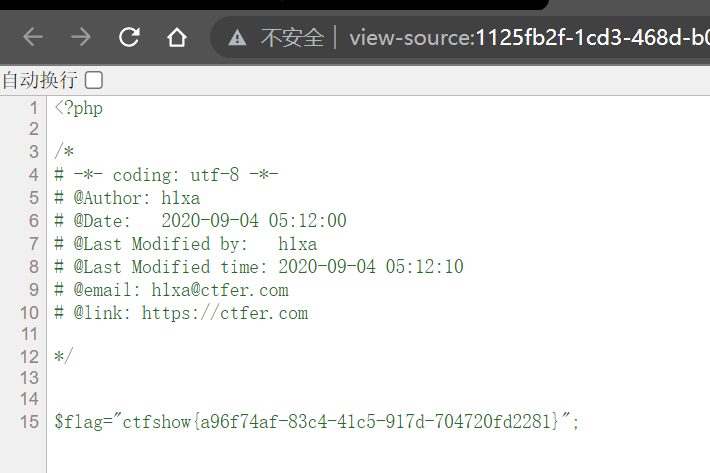 不安全 | view-source:1125fb2f-1cd3-468d-b0
自动换行
1 <?php
2
3 /*
4 # -*- coding: utf-8 -*-
5 # @Author: hlxa
6 # @Date:   2020-09-04 05:12:00
7 # @Last Modified by:   hlxa
8 # @Last Modified time: 2020-09-04 05:12:10
9 # @email: hlxa@ctfer.com
10 # @link: https://ctfer.com
11
12 */
13
14
15 $flag="ctfshow{a96f74af-83c4-41c5-917d-704720fd2281}";